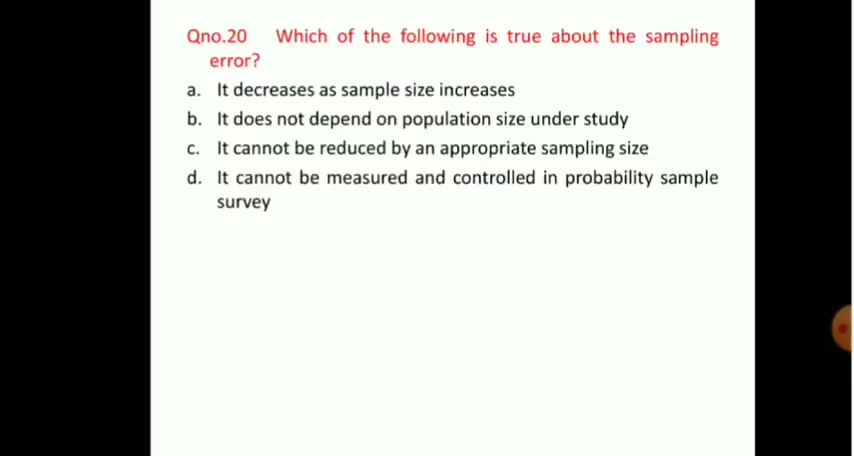 Qno.20 Which of the following is true about the sampling
error?
a. It decreases as sample size increases
b. It does not depend on population size under study
c. It cannot be reduced by an appropriate sampling size
d. It cannot be measured and controlled in probability sample
survey